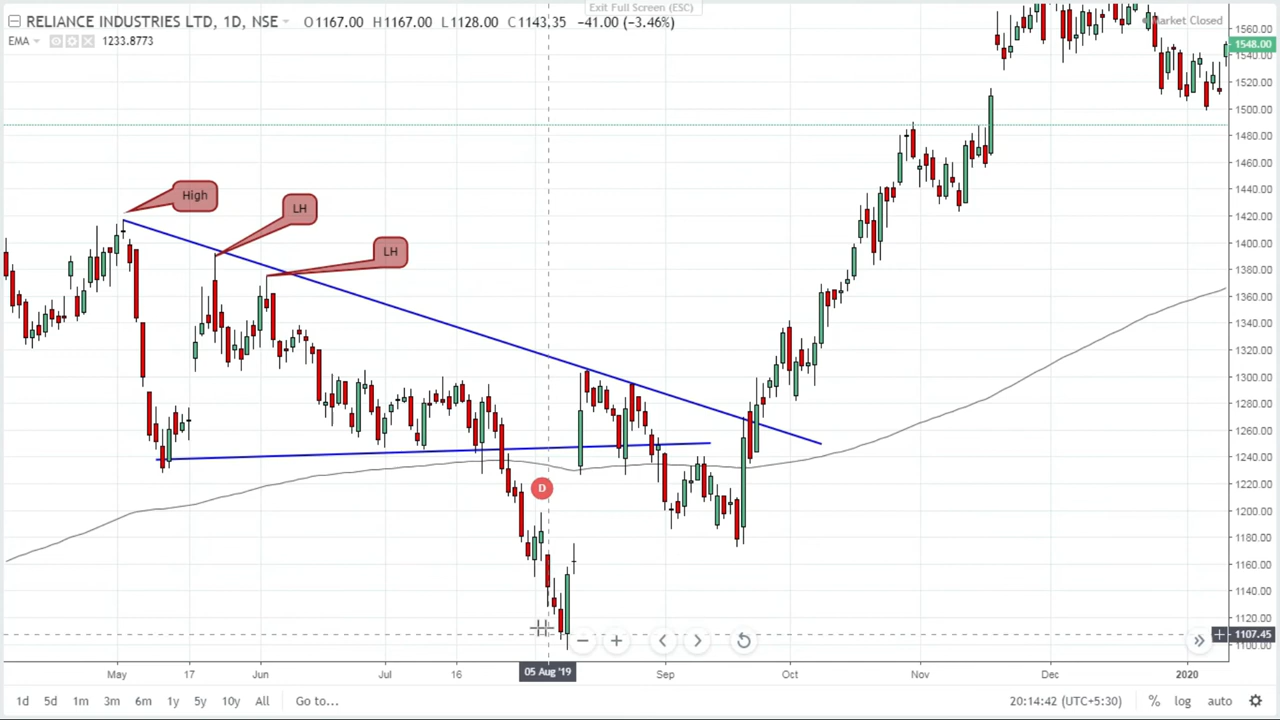 Exit Full Screen (ESC)
RELIANCE INDUSTRIES LTD, 1D, NSE O1167.00 H1167.00 L1128.00 C1143.35 -41.00 (-3.46%)
Market Closed
EMA 1233.8773
High
LH
LH
D
1560.00
1548.00
1540.00
1520.00
1500.00
1480.00
1460.00
1440.00
1420.00
1400.00
1380.00
1360.00
1340.00
1320.00
1300.00
1280.00
1260.00
1240.00
1220.00
1200.00
1180.00
1160.00
1140.00
1120.00
1107.45
1100.00
May 17 Jun Jul 16 05 Aug '19 Sep Oct Nov Dec 2020
1d 5d 1m 3m 6m 1y 5y 10y All Go to... 20:14:42 (UTC+5:30) % log auto